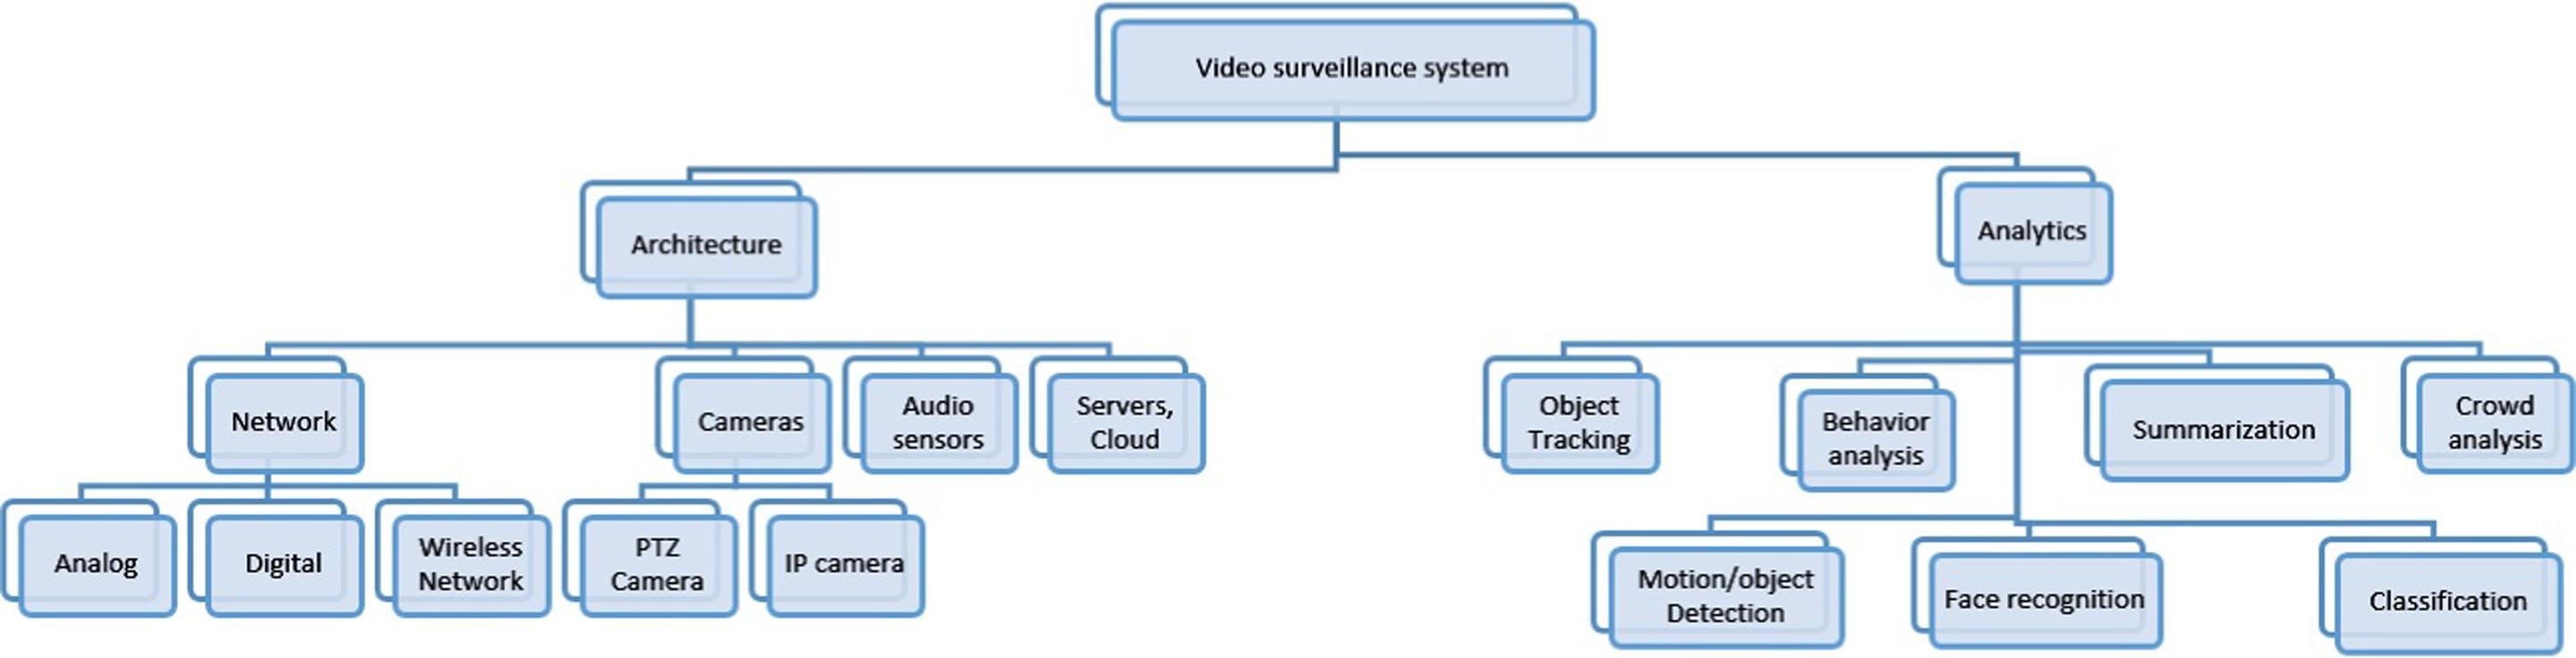 Video surveillance system
Architecture
Analytics
Network
Cameras
Audio
sensors
Servers,
Cloud
Object
Tracking
Behavior
analysis
Summarization
Crowd
analysis
Analog
Digital
Wireless
Network
PTZ
Camera
IP camera
Motion/object
Detection
Face recognition
Classification